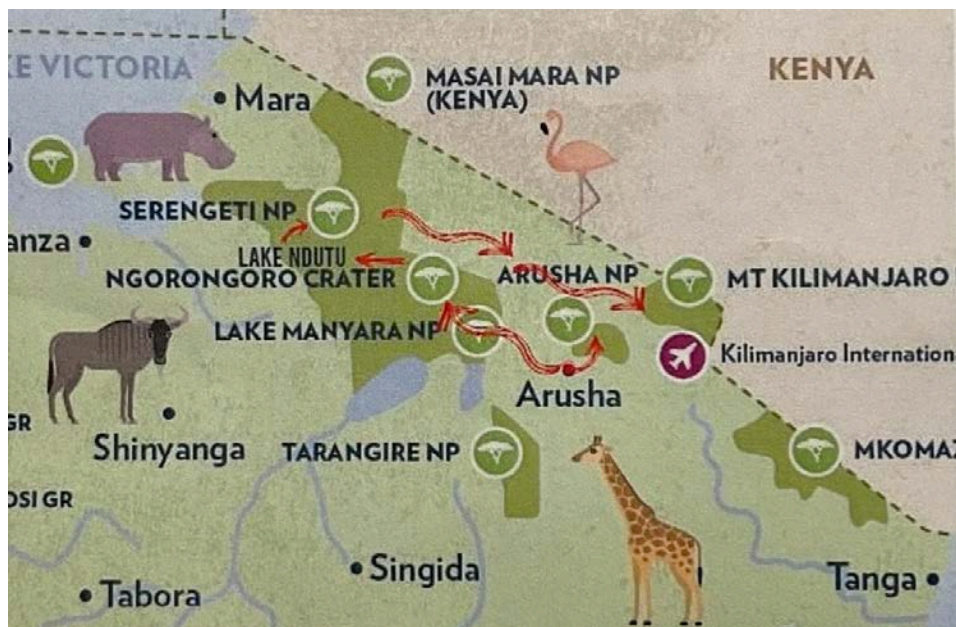 KE VICTORIA
MASAI MARA NP
(KENYA)
KENYA
Mara
SERENGETI NP
anza
LAKE NDUTU
NGORONGORO CRATER
ARUSHA NP
MT KILIMANJARO
LAKE MANYARA NP
Kilimanjaro Internation
Arusha
GR
Shinyanga
TARANGIRE NP
MKOMAZ
OSI GR
Singida
Tabora
Tanga